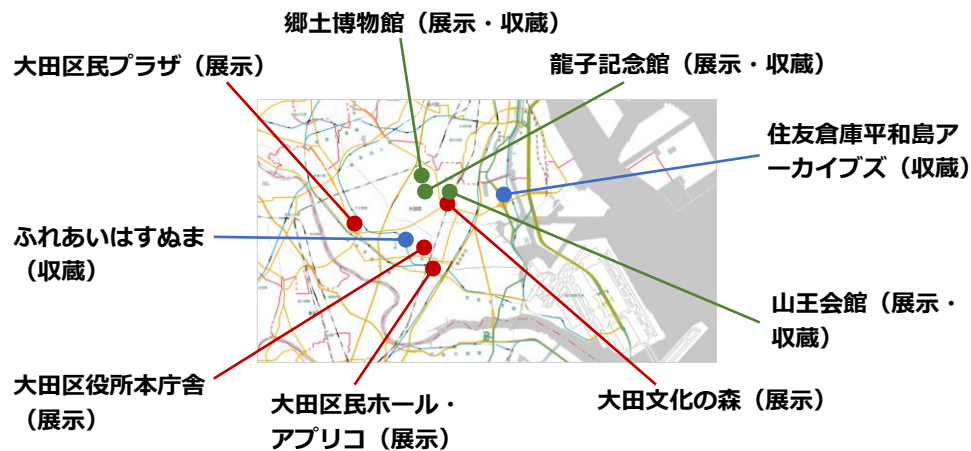 郷土博物館（展示・収蔵）
大田区民プラザ（展示）
龍子記念館（展示・収蔵）
住友倉庫平和島ア
ーカイブズ（収蔵）
大田区
ふれあいはすぬま
（収蔵）
山王会館（展示・
収蔵）
大田区役所本庁舎
（展示）
大田区民ホール・
アプリコ（展示）
大田文化の森（展示）